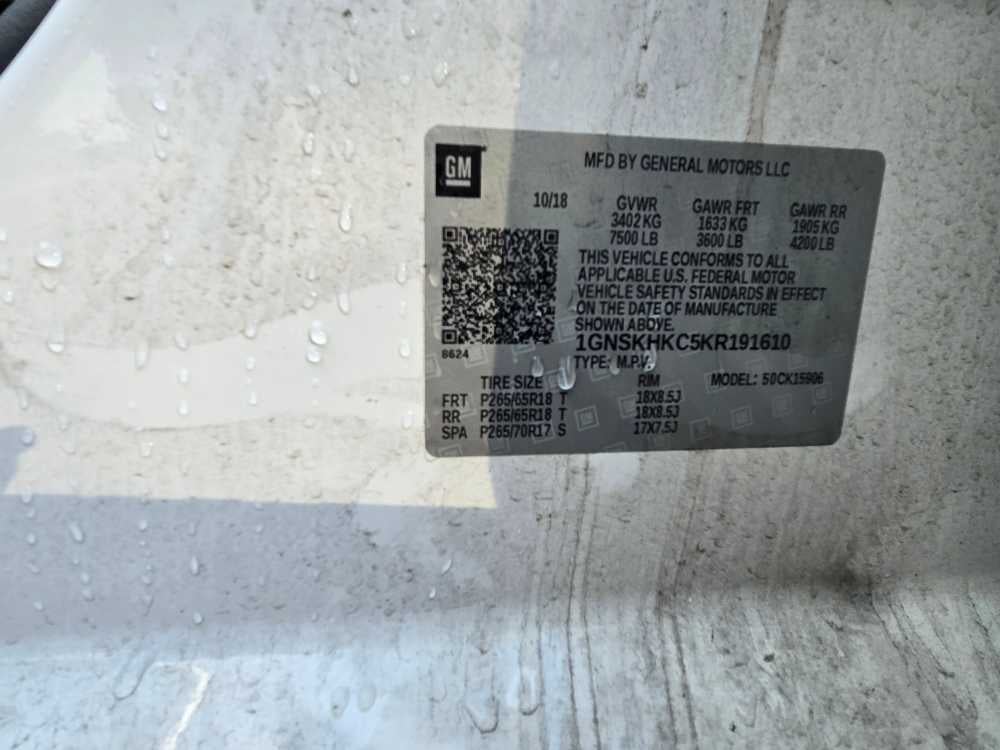 GM
MFD BY GENERAL MOTORS LLC
10/18
GVWR GAWR FRT GAWR RR
3402 KG 1633 KG 1905 KG
7500 LB 3600 LB 4200 LB
THIS VEHICLE CONFORMS TO ALL
APPLICABLE U.S. FEDERAL MOTOR
VEHICLE SAFETY STANDARDS IN EFFECT
ON THE DATE OF MANUFACTURE
SHOWN ABOVE.
1GNSKHKC5KR191610
8624
TYPE: M.P.V.
MODEL: 50CK15906
TIRE SIZE RIM
FRT P265/65R18 T 18X8.5J
RR P265/65R18 T 18X8.5J
SPA P265/70R17 S 17X7.5J